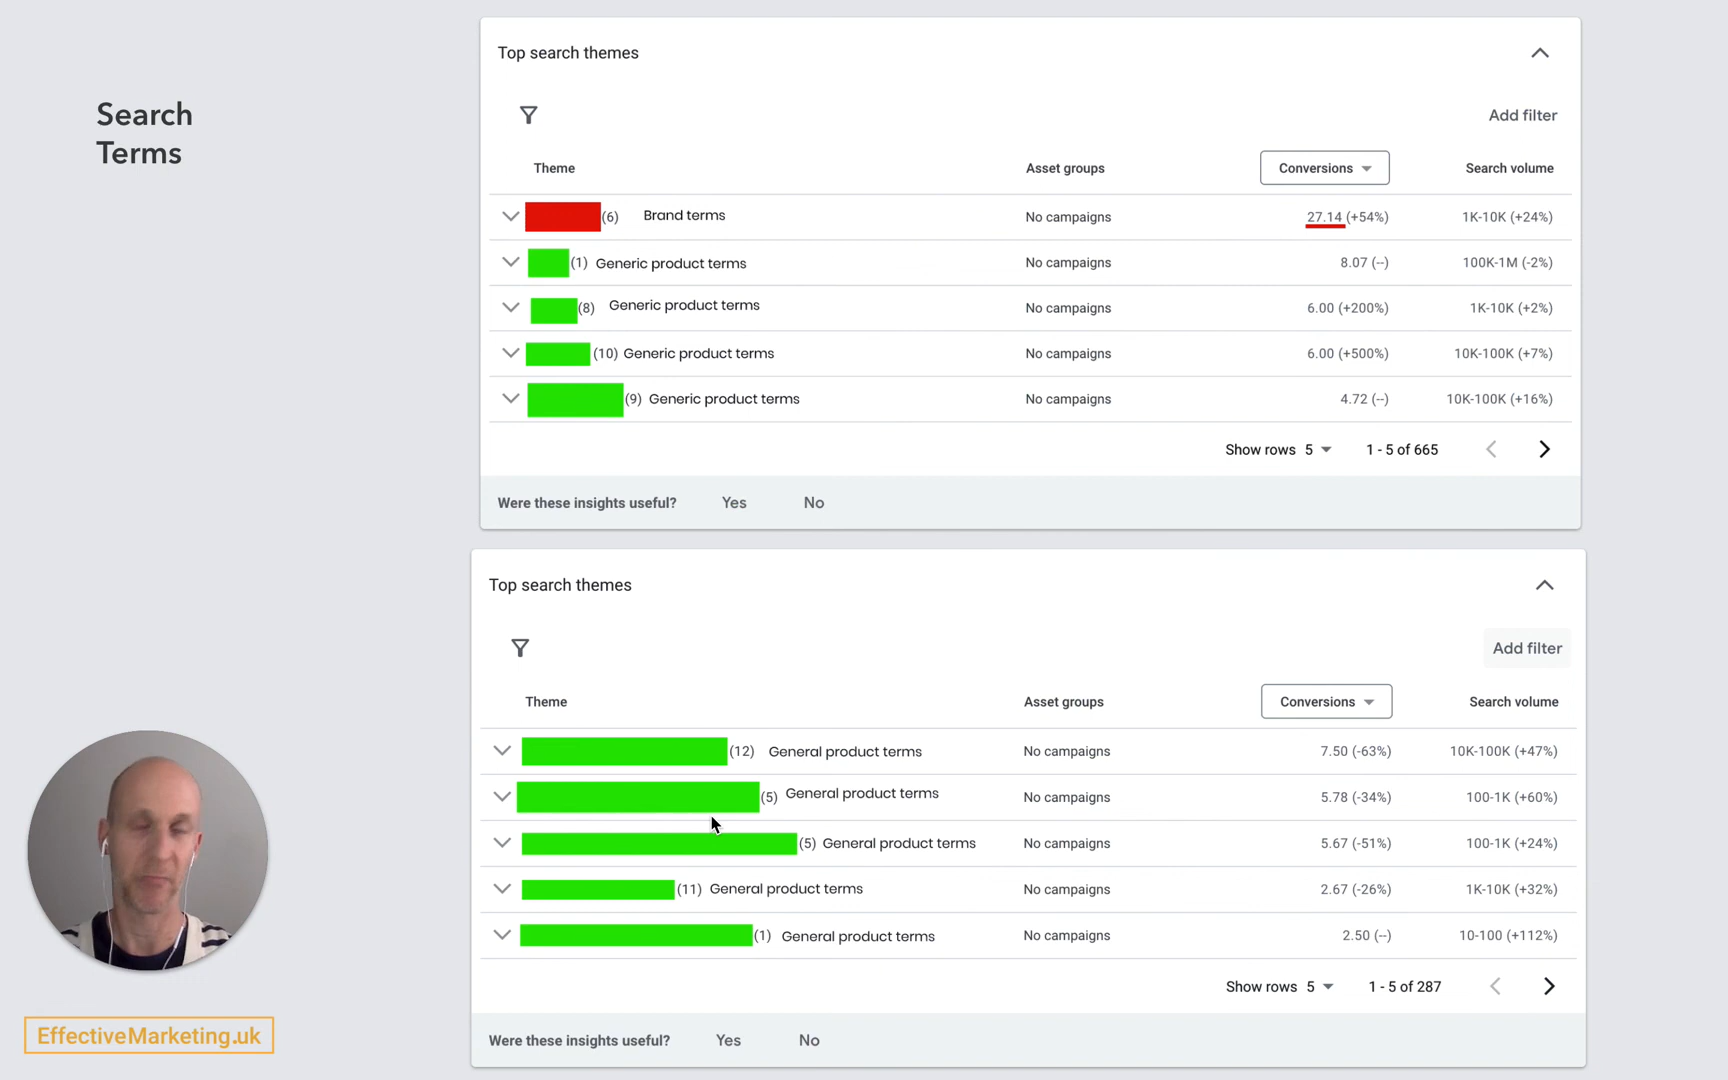 Search
Terms
Top search themes
Add filter
Theme Asset groups Conversions Search volume
(6) Brand terms No campaigns 27.14 (+54%) 1K-10K (+24%)
(1) Generic product terms No campaigns 8.07 (--) 100K-1M (-2%)
(8) Generic product terms No campaigns 6.00 (+200%) 1K-10K (+2%)
(10) Generic product terms No campaigns 6.00 (+500%) 10K-100K (+7%)
(9) Generic product terms No campaigns 4.72 (--) 10K-100K (+16%)
Show rows 5 1 - 5 of 665
Were these insights useful? Yes No
Top search themes
Add filter
Theme Asset groups Conversions Search volume
(12) General product terms No campaigns 7.50 (-63%) 10K-100K (+47%)
(5) General product terms No campaigns 5.78 (-34%) 100-1K (+60%)
(5) General product terms No campaigns 5.67 (-51%) 100-1K (+24%)
(11) General product terms No campaigns 2.67 (-26%) 1K-10K (+32%)
(1) General product terms No campaigns 2.50 (--) 10-100 (+112%)
Show rows 5 1 - 5 of 287
Were these insights useful? Yes No
EffectiveMarketing.uk